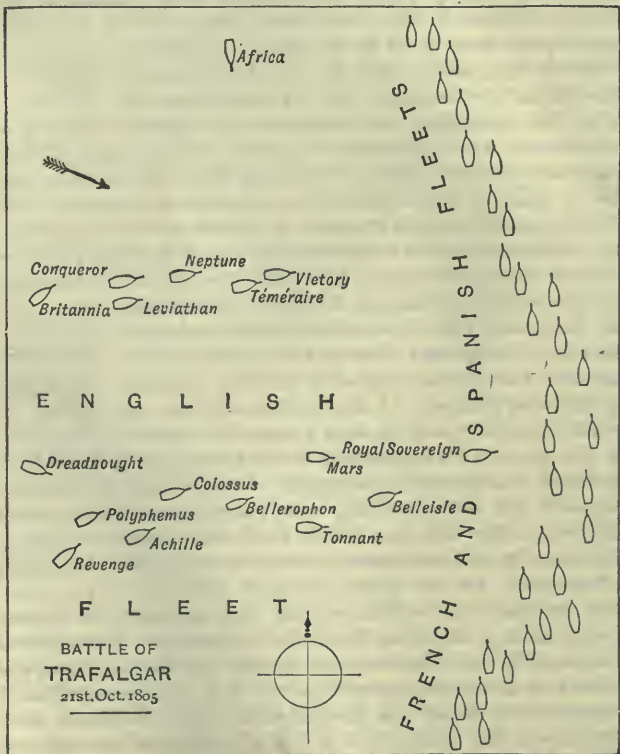 Africa
FRENCH AND SPANISH FLEETS
Neptune
Conqueror
Victory
Téméraire
Britannia
Leviathan
ENGLISH
Royal Sovereign
Dreadnought
Mars
Colossus
Belleisle
Bellerophon
Polyphemus
Tonnant
Achille
Revenge
FLEET
BATTLE OF
TRAFALGAR
21st. Oct. 1805